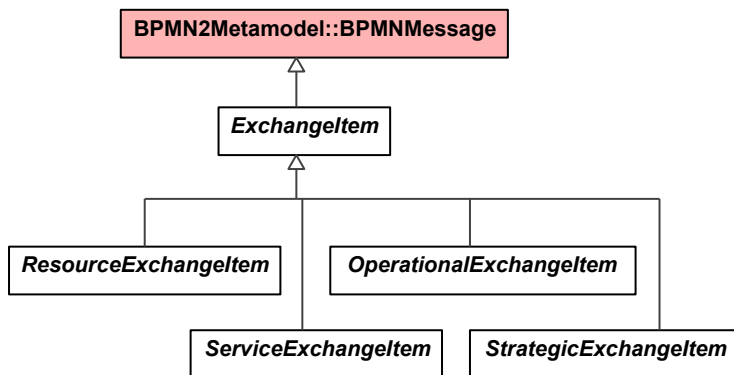 BPMN2Metamodel::BPMNMessage
ExchangeItem
ResourceExchangeItem
OperationalExchangeItem
ServiceExchangeItem
StrategicExchangeItem